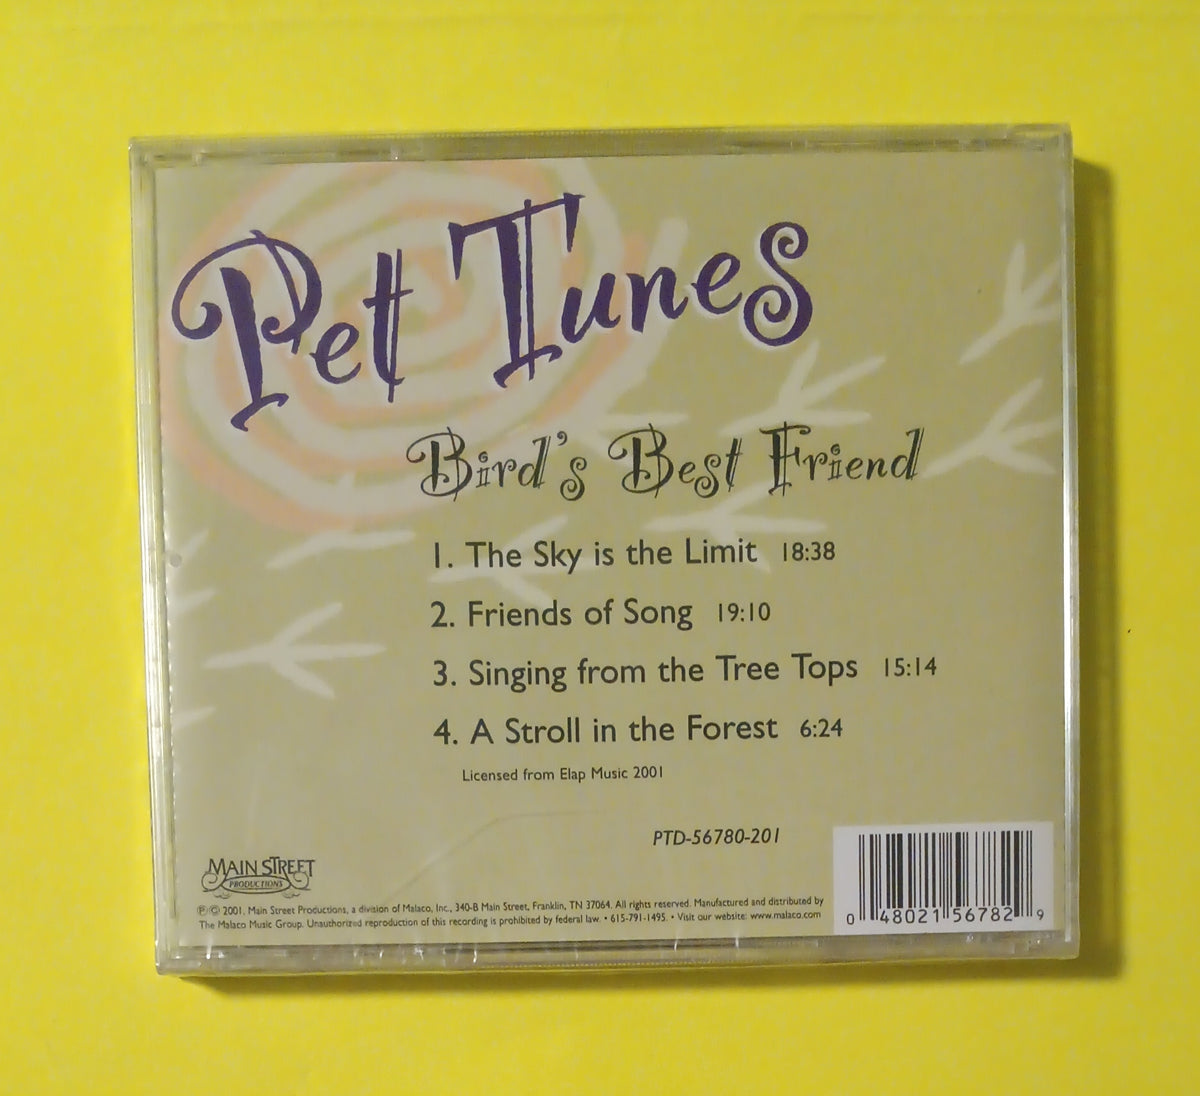 Pet Tunes
Bird's Best Friend
1. The Sky is the Limit 18:38
2. Friends of Song 19:10
3. Singing from the Tree Tops 15:14
4. A Stroll in the Forest 6:24
Licensed from Elap Music 2001
PTD-56780-201
MAIN STREET
PRODUCTIONS
℗© 2001, Main Street Productions, a division of Malaco, Inc., 340-B Main Street, Franklin, TN 37064. All rights reserved. Manufactured and distributed by
The Malaco Music Group. Unauthorized reproduction of this recording is prohibited by federal law. • 615-791-1495. • Visit our website: www.malaco.com
0 48021 56782 9